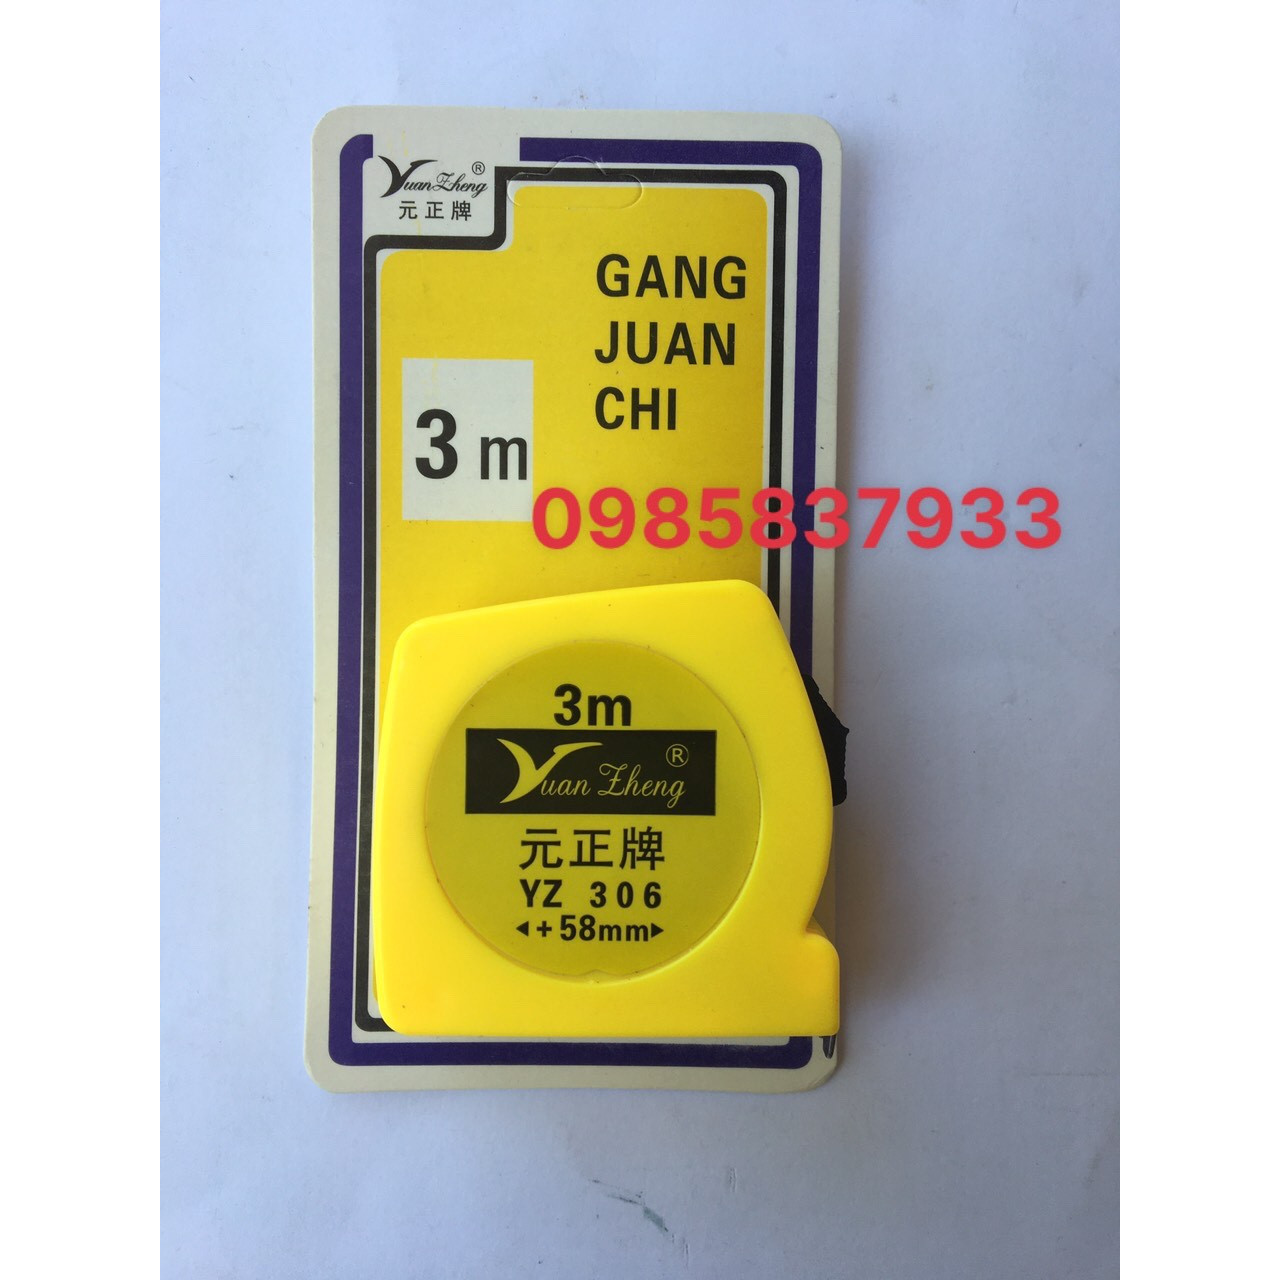 Yuan Zheng ®
元正牌
GANG
JUAN
CHI
3 m
0985837933
3m
Yuan Zheng ®
元正牌
YZ 306
◄+58mm►